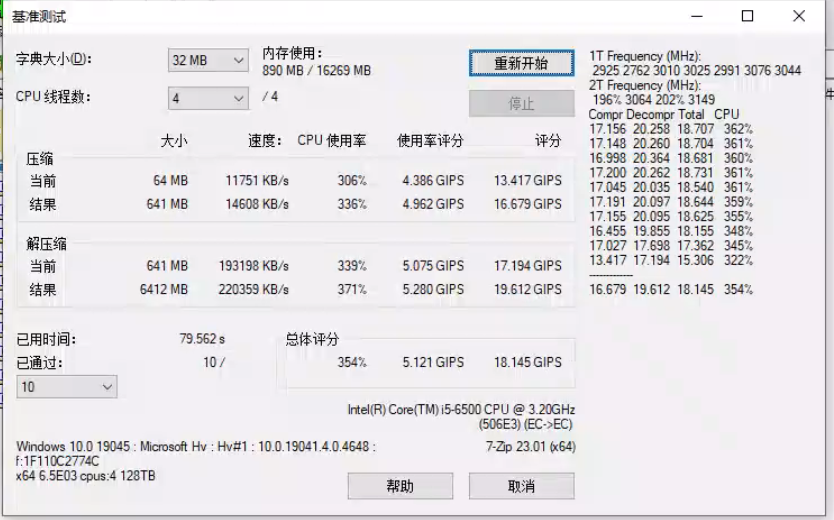 基准测试
字典大小(D): 32 MB 内存使用: 890 MB / 16269 MB 重新开始
CPU 线程数: 4 / 4 停止
大小 速度: CPU 使用率 使用率评分 评分
压缩
当前 64 MB 11751 KB/s 306% 4.386 GIPS 13.417 GIPS
结果 641 MB 14608 KB/s 336% 4.962 GIPS 16.679 GIPS
解压缩
当前 641 MB 193198 KB/s 339% 5.075 GIPS 17.194 GIPS
结果 6412 MB 220359 KB/s 371% 5.280 GIPS 19.612 GIPS
已用时间: 79.562 s 总体评分
已通过: 10 / 354% 5.121 GIPS 18.145 GIPS
10
Intel(R) Core(TM) i5-6500 CPU @ 3.20GHz
(506E3) (EC->EC)
Windows 10.0 19045 : Microsoft Hv : Hv#1 : 10.0.19041.4.0.4648 : 7-Zip 23.01 (x64)
f:1F110C2774C
x64 6.5E03 cpus:4 128TB
帮助 取消
1T Frequency (MHz):
2925 2762 3010 3025 2991 3076 3044
2T Frequency (MHz):
196% 3064 202% 3149
Compr Decompr Total CPU
17.156 20.258 18.707 362%
17.148 20.260 18.704 361%
16.998 20.364 18.681 360%
17.200 20.262 18.731 361%
17.045 20.035 18.540 361%
17.191 20.097 18.644 359%
17.155 20.095 18.625 355%
16.455 19.855 18.155 348%
17.027 17.698 17.362 345%
13.417 17.194 15.306 322%
-------------
16.679 19.612 18.145 354%